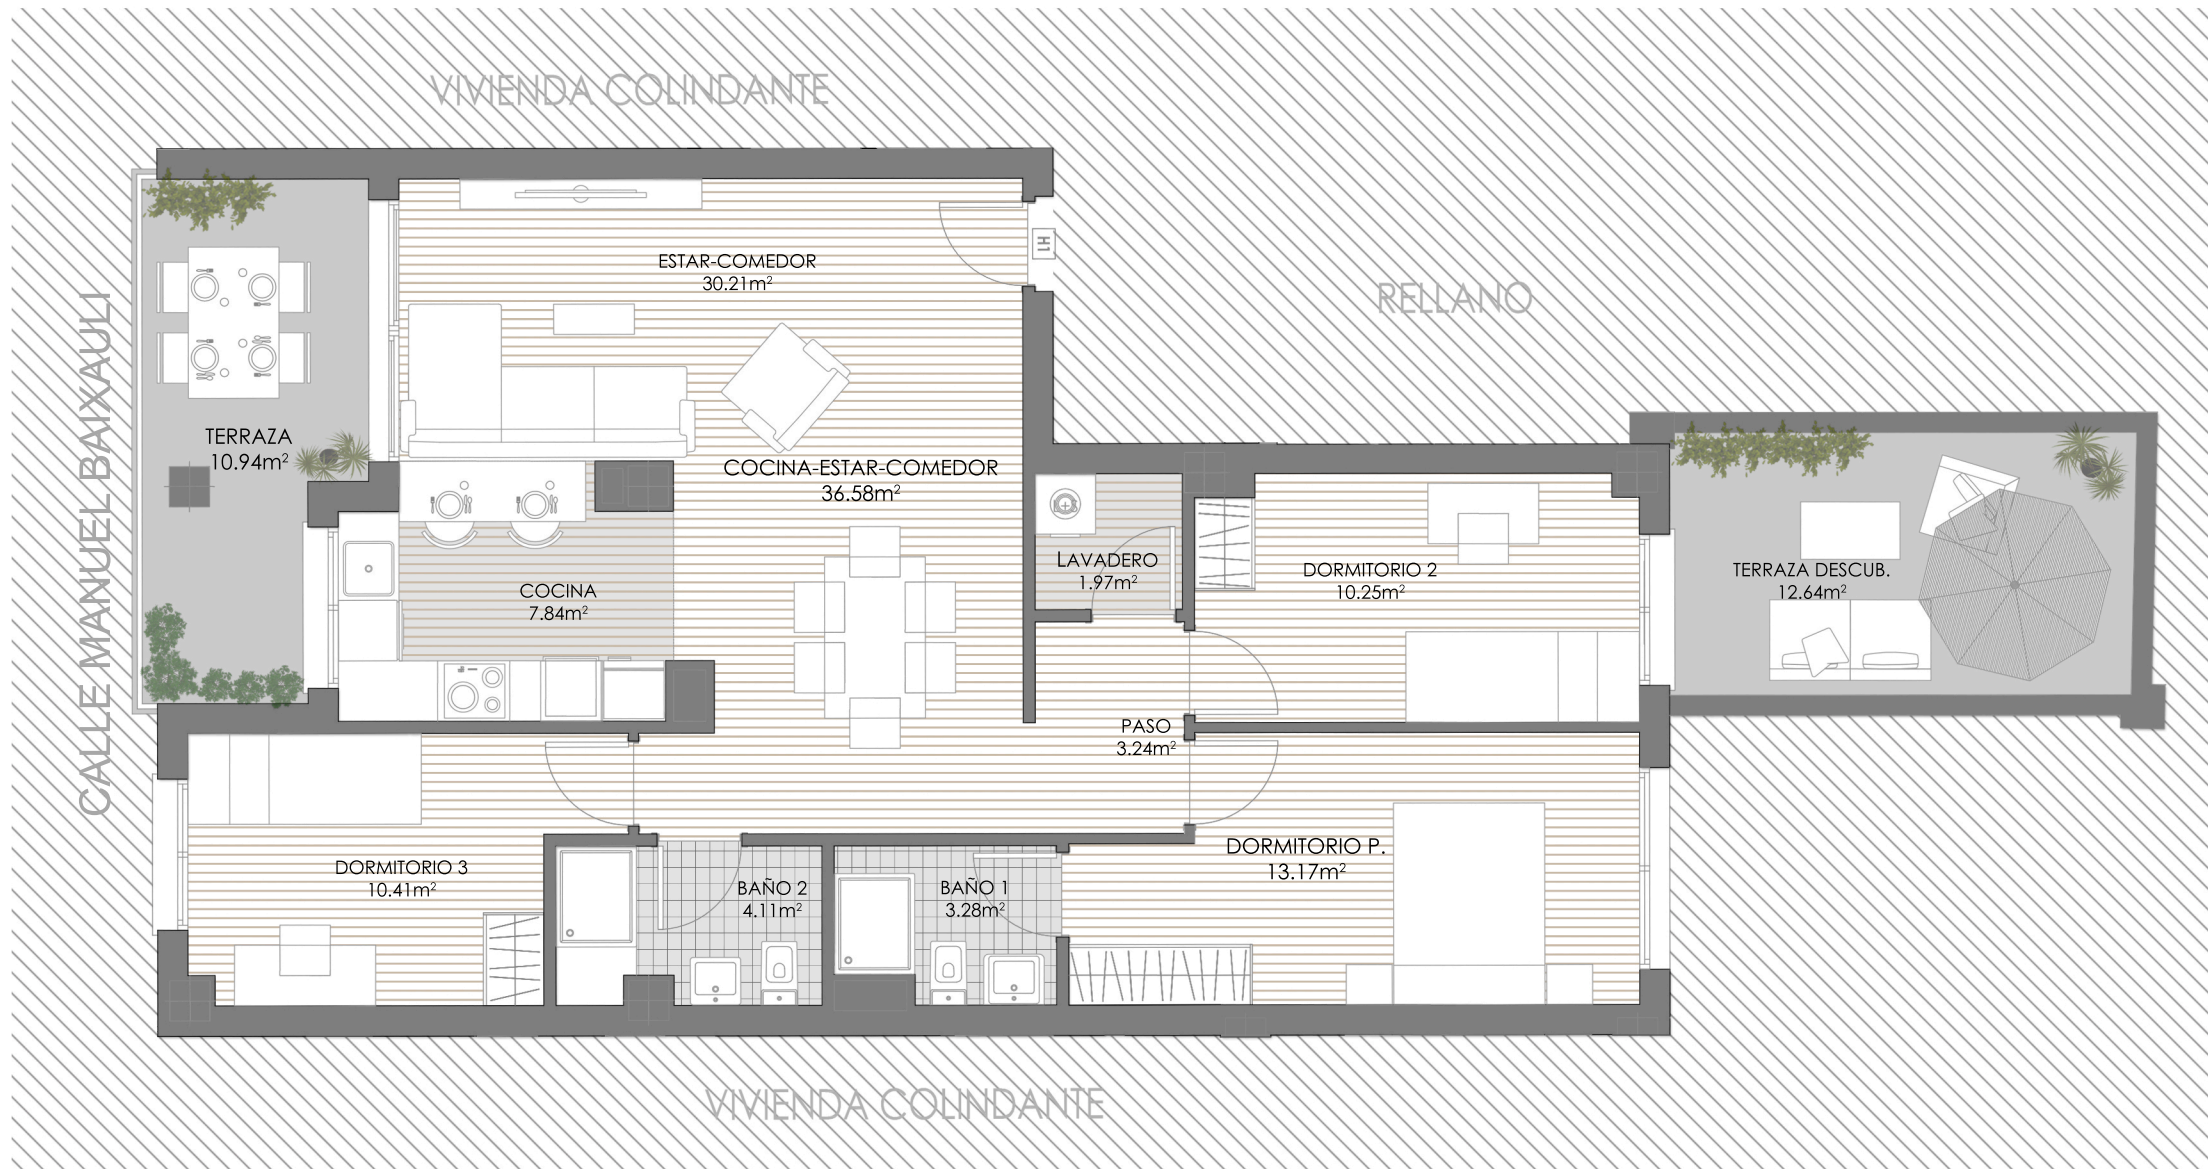 VIVIENDA COLINDANTE
H1
ESTAR-COMEDOR
30.21m²
RELLANO
CALLE MANUEL BAIXAULI
TERRAZA
10.94m²
COCINA-ESTAR-COMEDOR
36.58m²
COCINA
7.84m²
LAVADERO
1.97m²
DORMITORIO 2
10.25m²
TERRAZA DESCUB.
12.64m²
PASO
3.24m²
DORMITORIO 3
10.41m²
BAÑO 2
4.11m²
BAÑO 1
3.28m²
DORMITORIO P.
13.17m²
VIVIENDA COLINDANTE